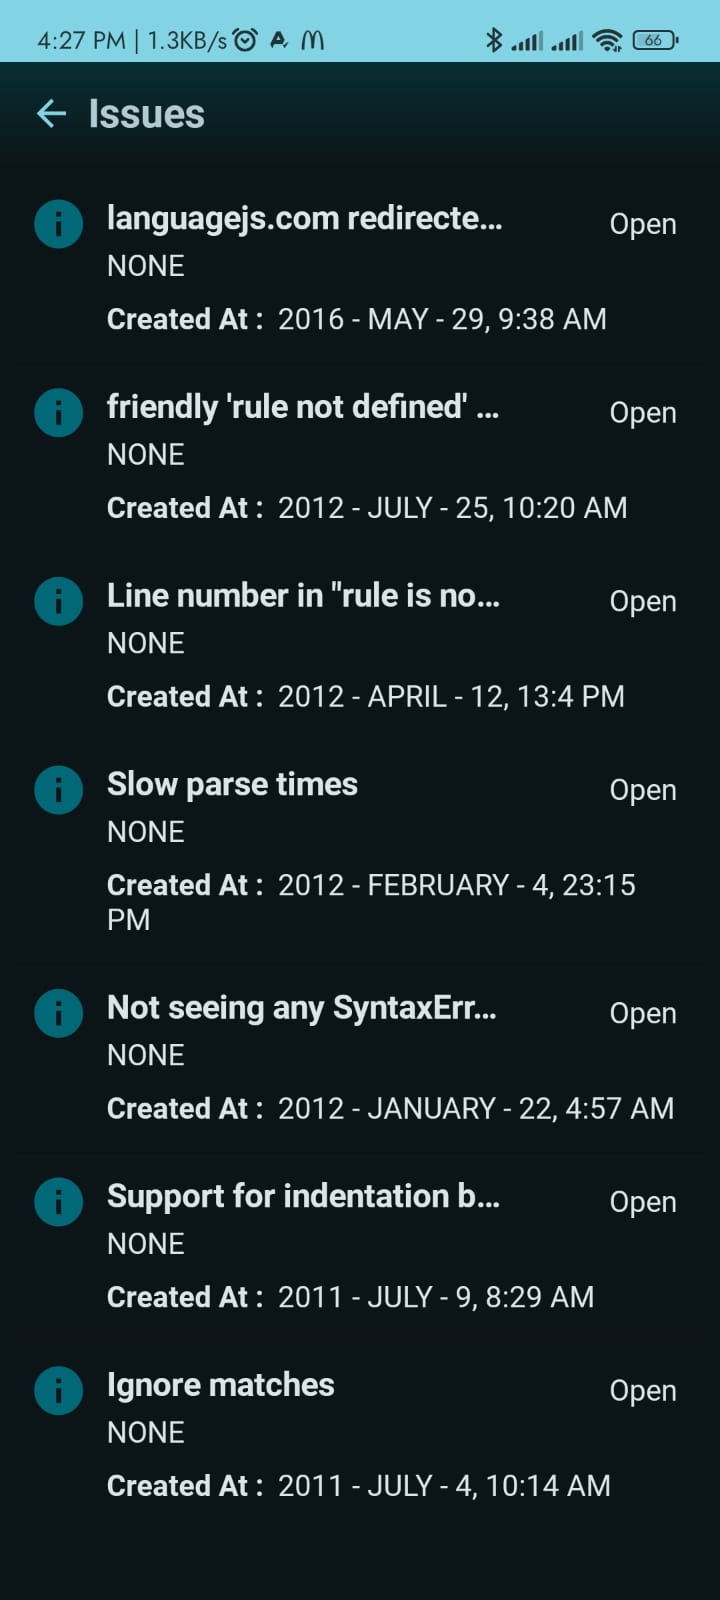 4:27 PM | 1.3KB/s
66
Issues
languagejs.com redirecte...
Open
NONE
Created At : 2016 - MAY - 29, 9:38 AM
friendly 'rule not defined' ...
Open
NONE
Created At : 2012 - JULY - 25, 10:20 AM
Line number in "rule is no...
Open
NONE
Created At : 2012 - APRIL - 12, 13:4 PM
Slow parse times
Open
NONE
Created At : 2012 - FEBRUARY - 4, 23:15
PM
Not seeing any SyntaxErr...
Open
NONE
Created At : 2012 - JANUARY - 22, 4:57 AM
Support for indentation b...
Open
NONE
Created At : 2011 - JULY - 9, 8:29 AM
Ignore matches
Open
NONE
Created At : 2011 - JULY - 4, 10:14 AM